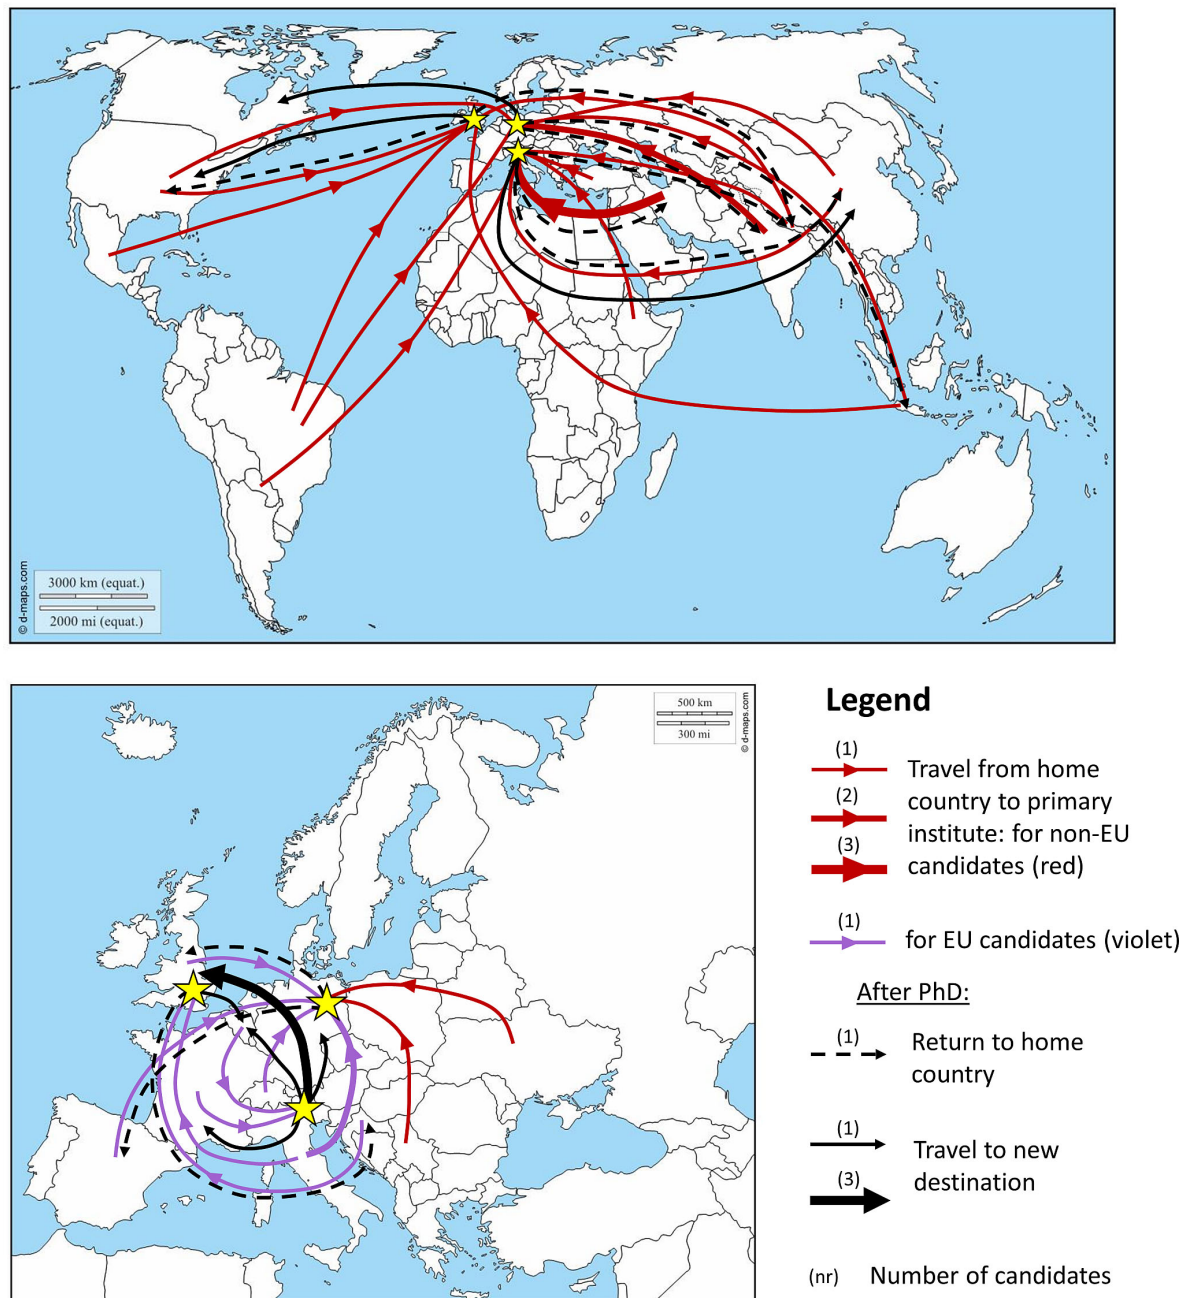 © d-maps.com
3000 km (equat.)
2000 mi (equat.)
500 km
300 mi
© d-maps.com
Legend
(1)
Travel from home
(2)
country to primary
institute: for non-EU
(3)
candidates (red)
(1)
for EU candidates (violet)
After PhD:
(1)
Return to home
country
(1)
Travel to new
destination
(3)
(nr) Number of candidates